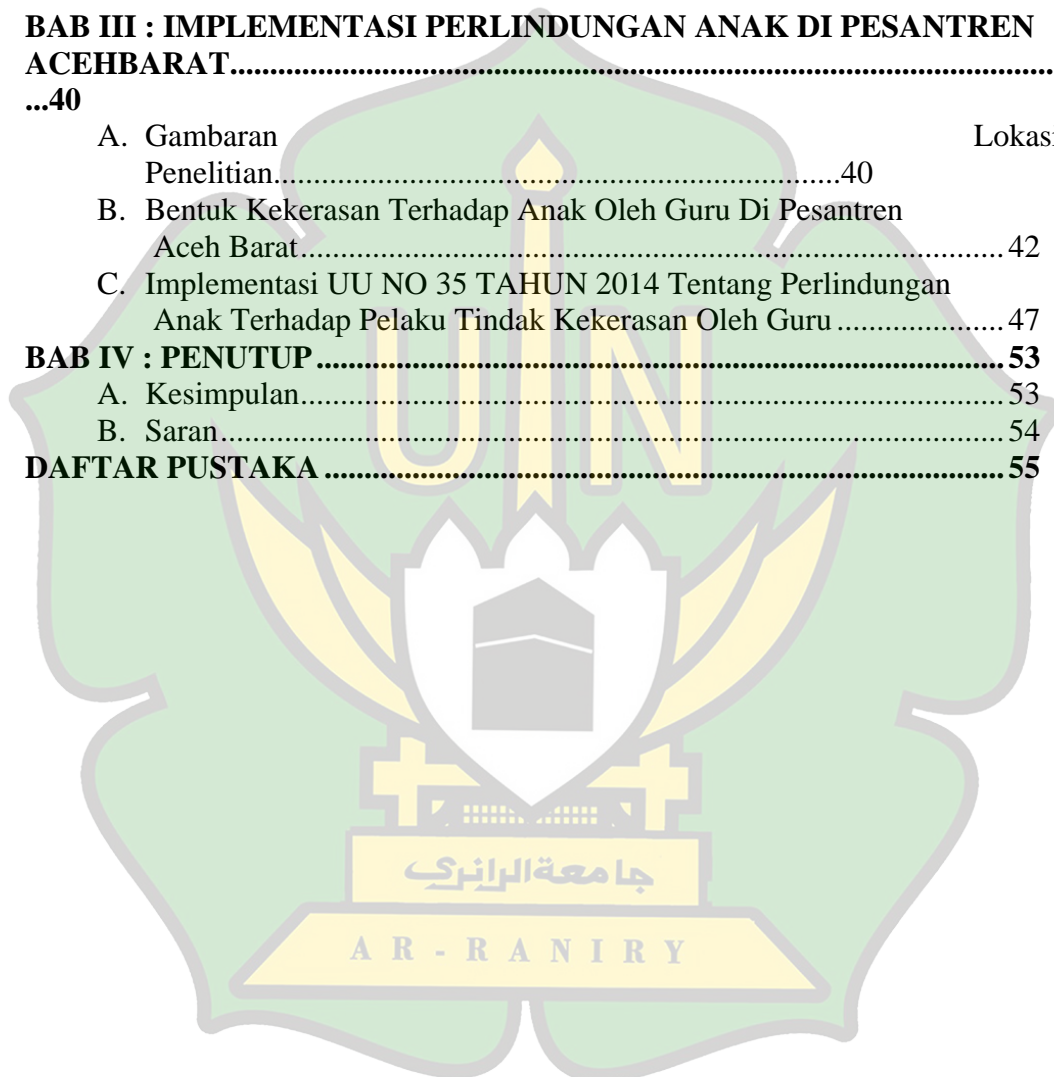 BAB III : IMPLEMENTASI PERLINDUNGAN ANAK DI PESANTREN
ACEHBARAT..........................................................................................................
...40
A. Gambaran Lokasi
Penelitian.....................................................................40
B. Bentuk Kekerasan Terhadap Anak Oleh Guru Di Pesantren
Aceh Barat..................................................................................... 42
C. Implementasi UU NO 35 TAHUN 2014 Tentang Perlindungan
Anak Terhadap Pelaku Tindak Kekerasan Oleh Guru .................... 47
BAB IV : PENUTUP ..................................................................................... 53
A. Kesimpulan...................................................................................... 53
B. Saran................................................................................................ 54
DAFTAR PUSTAKA .................................................................................... 55
UIN
جامعةالرانري
AR-RANIRY